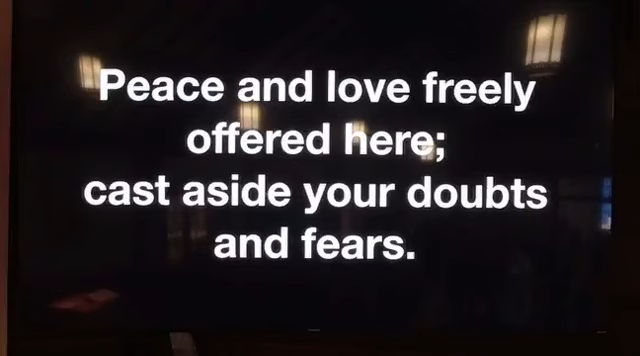 Peace and love freely
offered here;
cast aside your doubts
and fears.